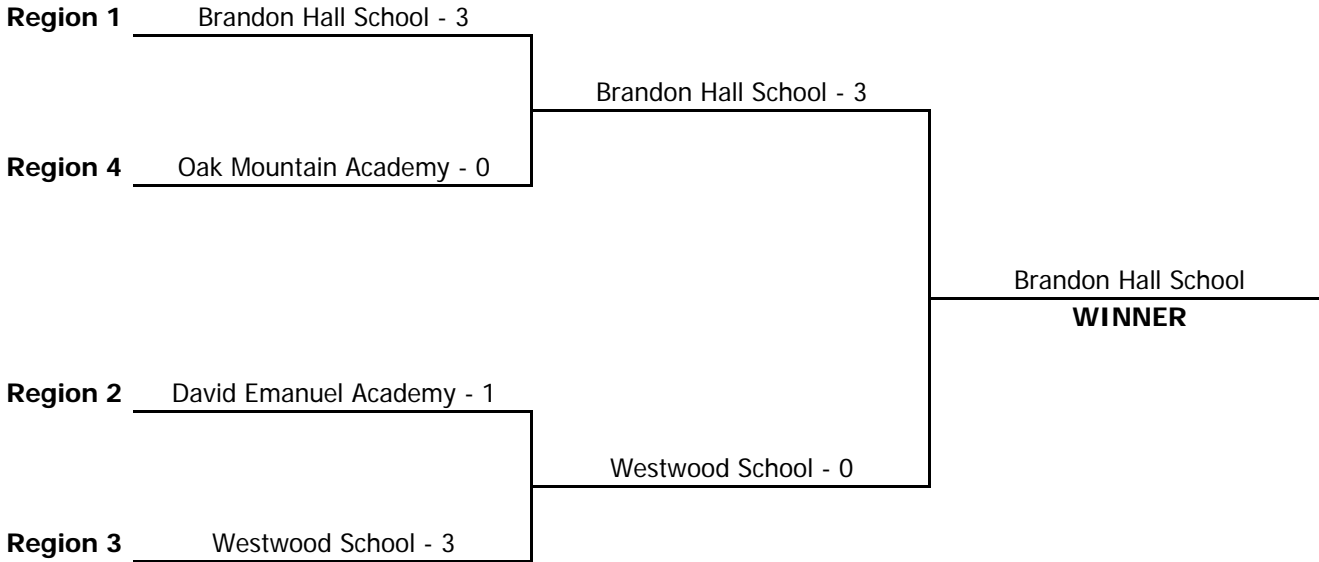 Region 1 Brandon Hall School - 3
Brandon Hall School - 3
Region 4 Oak Mountain Academy - 0
Brandon Hall School
WINNER
Region 2 David Emanuel Academy - 1
Westwood School - 0
Region 3 Westwood School - 3